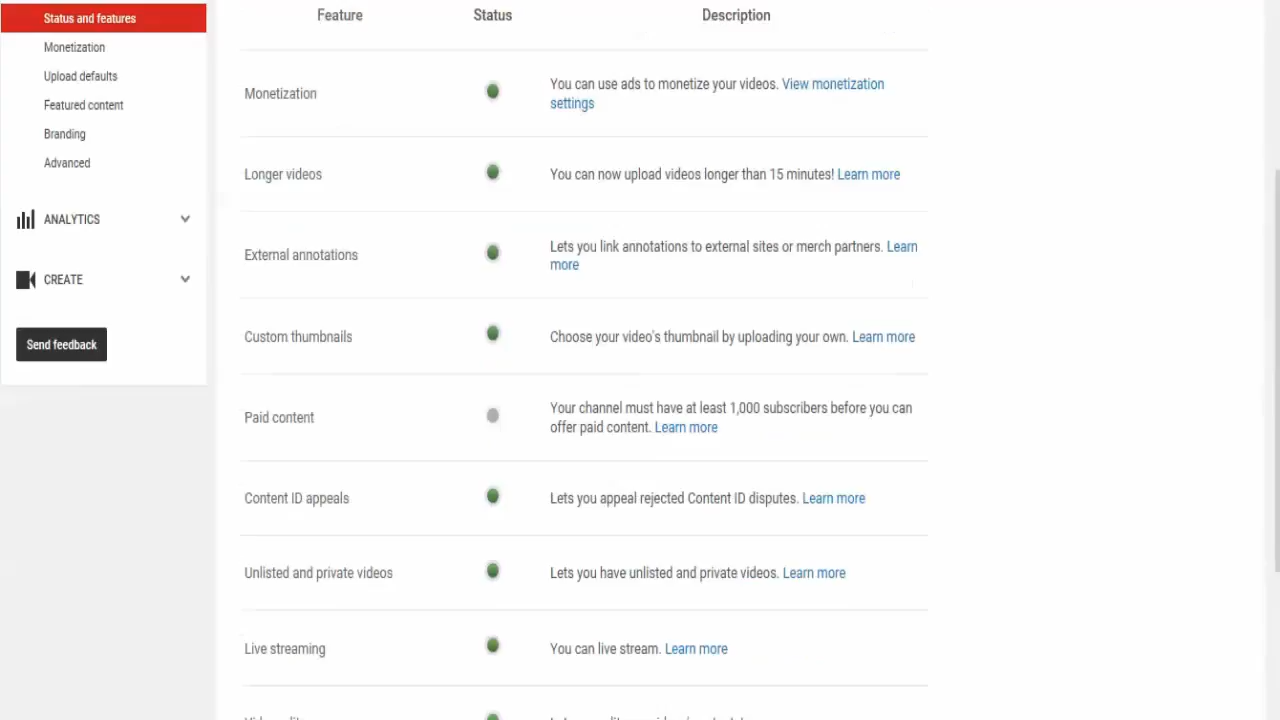 Status and features
Monetization
Upload defaults
Featured content
Branding
Advanced
ANALYTICS
CREATE
Send feedback
Feature Status Description
Monetization
You can use ads to monetize your videos. View monetization
settings
Longer videos
You can now upload videos longer than 15 minutes! Learn more
External annotations
Lets you link annotations to external sites or merch partners. Learn
more
Custom thumbnails
Choose your video's thumbnail by uploading your own. Learn more
Paid content
Your channel must have at least 1,000 subscribers before you can
offer paid content. Learn more
Content ID appeals
Lets you appeal rejected Content ID disputes. Learn more
Unlisted and private videos
Lets you have unlisted and private videos. Learn more
Live streaming
You can live stream. Learn more